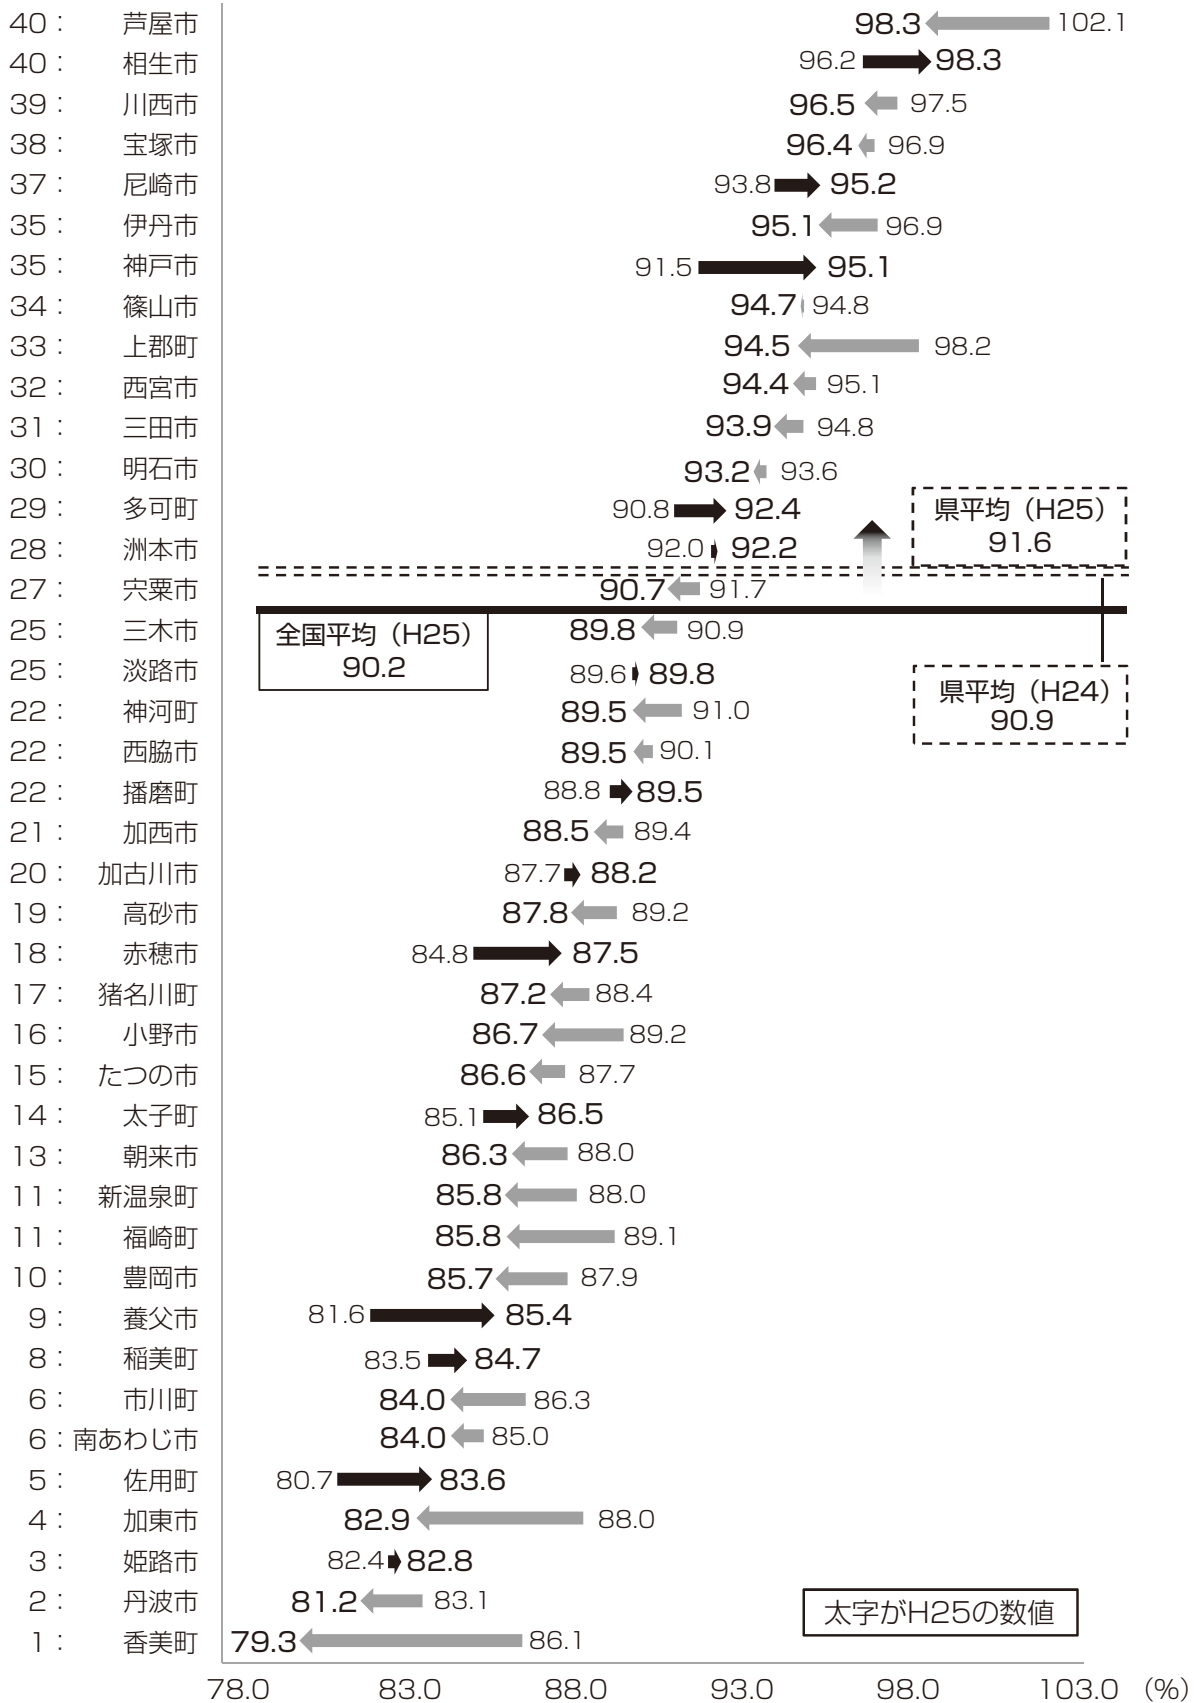 40： 芦屋市 98.3 102.1
40： 相生市 96.2 98.3
39： 川西市 96.5 97.5
38： 宝塚市 96.4 96.9
37： 尼崎市 93.8 95.2
35： 伊丹市 95.1 96.9
35： 神戸市 91.5 95.1
34： 篠山市 94.7 94.8
33： 上郡町 94.5 98.2
32： 西宮市 94.4 95.1
31： 三田市 93.9 94.8
30： 明石市 93.2 93.6
29： 多可町 90.8 92.4
県平均（H25）
91.6
28： 洲本市 92.0 92.2
27： 宍粟市 90.7 91.7
全国平均（H25）
90.2
25： 三木市 89.8 90.9
25： 淡路市 89.6 89.8
県平均（H24）
90.9
22： 神河町 89.5 91.0
22： 西脇市 89.5 90.1
22： 播磨町 88.8 89.5
21： 加西市 88.5 89.4
20： 加古川市 87.7 88.2
19： 高砂市 87.8 89.2
18： 赤穂市 84.8 87.5
17： 猪名川町 87.2 88.4
16： 小野市 86.7 89.2
15： たつの市 86.6 87.7
14： 太子町 85.1 86.5
13： 朝来市 86.3 88.0
11： 新温泉町 85.8 88.0
11： 福崎町 85.8 89.1
10： 豊岡市 85.7 87.9
9： 養父市 81.6 85.4
8： 稲美町 83.5 84.7
6： 市川町 84.0 86.3
6： 南あわじ市 84.0 85.0
5： 佐用町 80.7 83.6
4： 加東市 82.9 88.0
3： 姫路市 82.4 82.8
2： 丹波市 81.2 83.1
太字がH25の数値
1： 香美町 79.3 86.1
78.0 83.0 88.0 93.0 98.0 103.0 (%)